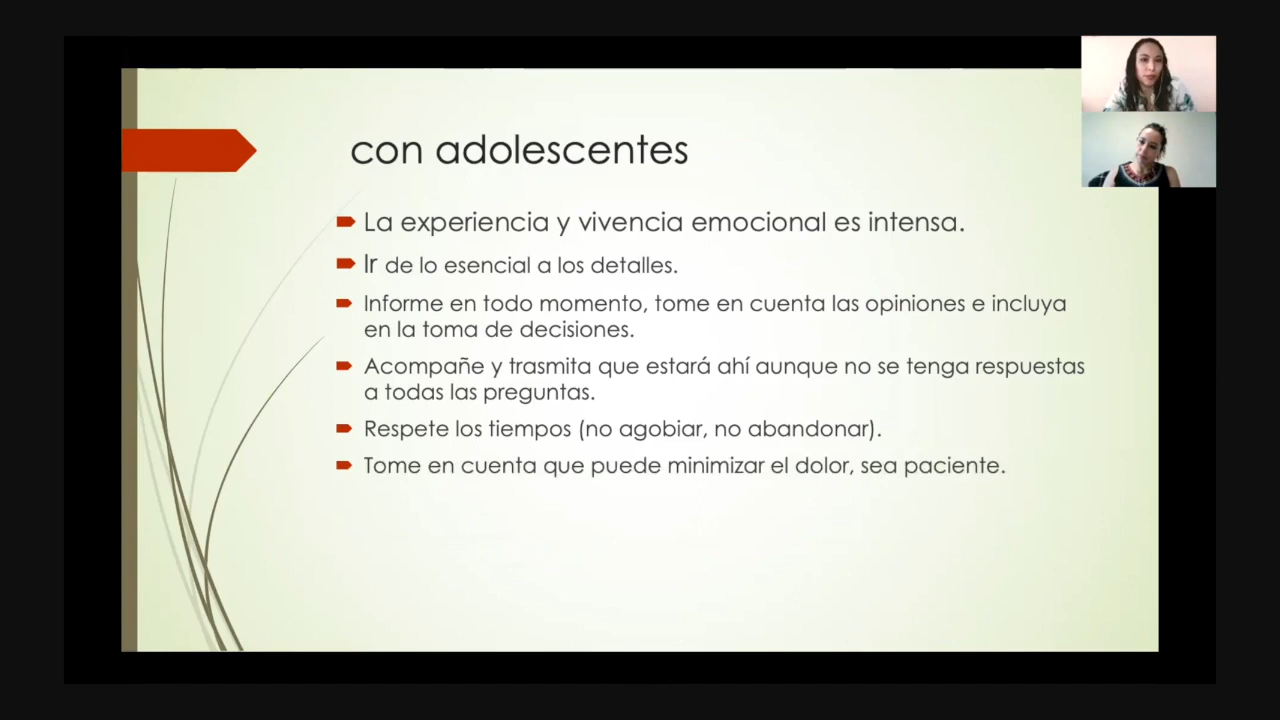 con adolescentes
La experiencia y vivencia emocional es intensa.
Ir de lo esencial a los detalles.
Informe en todo momento, tome en cuenta las opiniones e incluya
en la toma de decisiones.
Acompañe y trasmita que estará ahí aunque no se tenga respuestas
a todas las preguntas.
Respete los tiempos (no agobiar, no abandonar).
Tome en cuenta que puede minimizar el dolor, sea paciente.